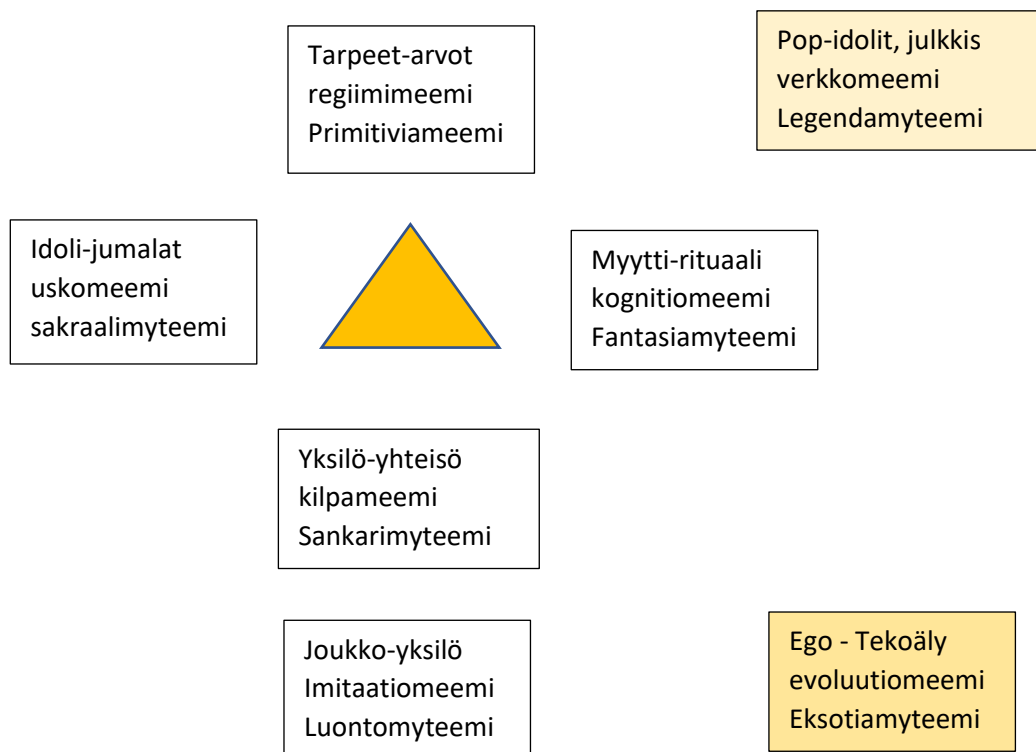 Tarpeet-arvot
regiimimeemi
Primitiviameemi
Pop-idolit, julkkis
verkkomeemi
Legendamyteemi
Idoli-jumalat
uskomeemi
sakraalimyteemi
Myytti-rituaali
kognitiomeemi
Fantasiamyteemi
Yksilö-yhteisö
kilpameemi
Sankarimyteemi
Joukko-yksilö
Imitaatiomeemi
Luontomyteemi
Ego - Tekoäly
evoluutiomeemi
Eksotiamyteemi